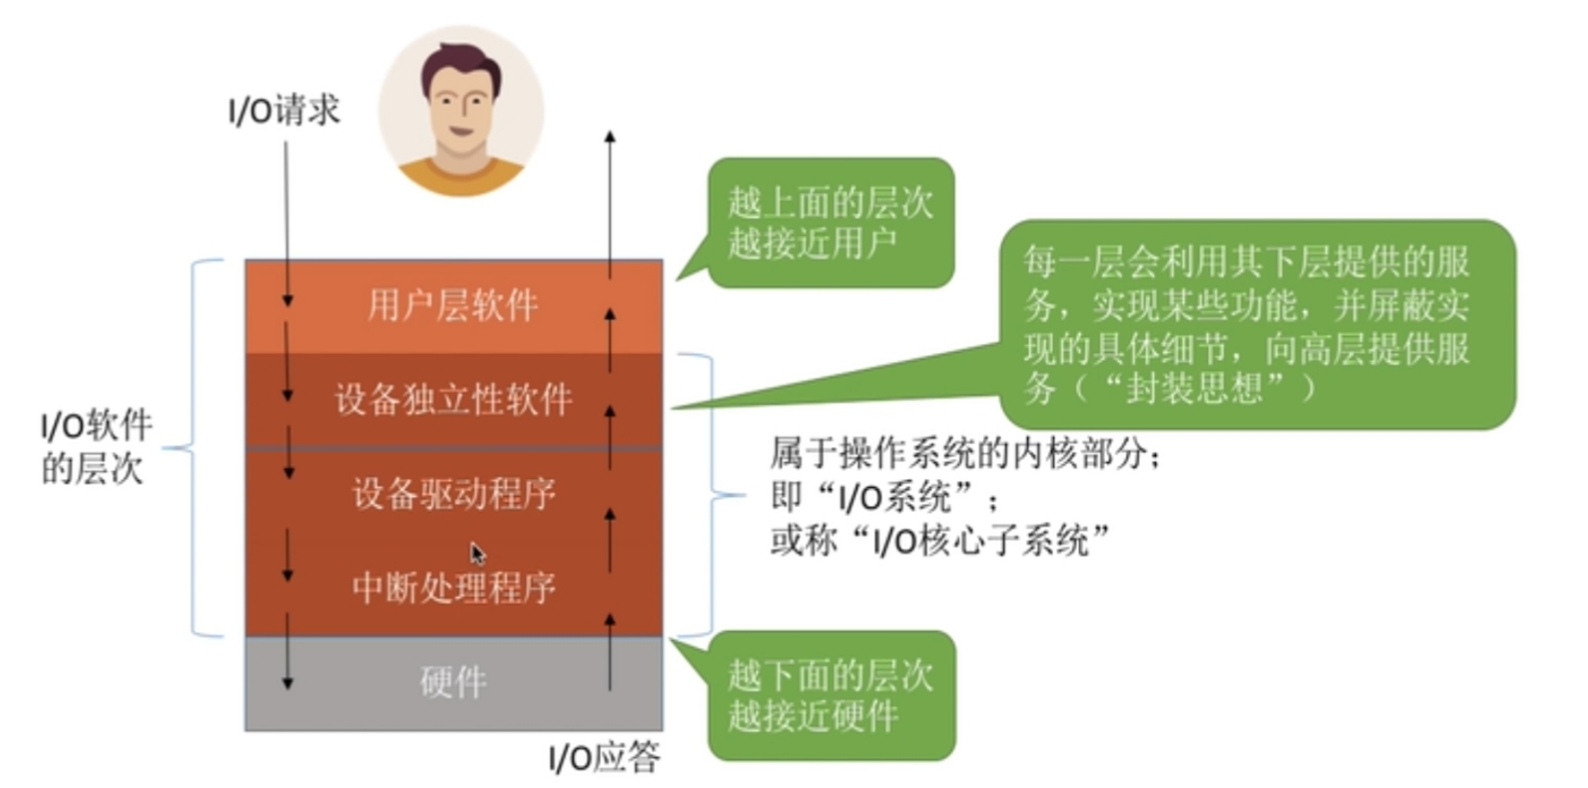 I/O请求
越上面的层次
越接近用户
每一层会利用其下层提供的服
务，实现某些功能，并屏蔽实
现的具体细节，向高层提供服
务（“封装思想”）
用户层软件
设备独立性软件
I/O软件
的层次
属于操作系统的内核部分；
即“I/O系统”；
或称“I/O核心子系统”
设备驱动程序
中断处理程序
越下面的层次
越接近硬件
硬件
I/O应答